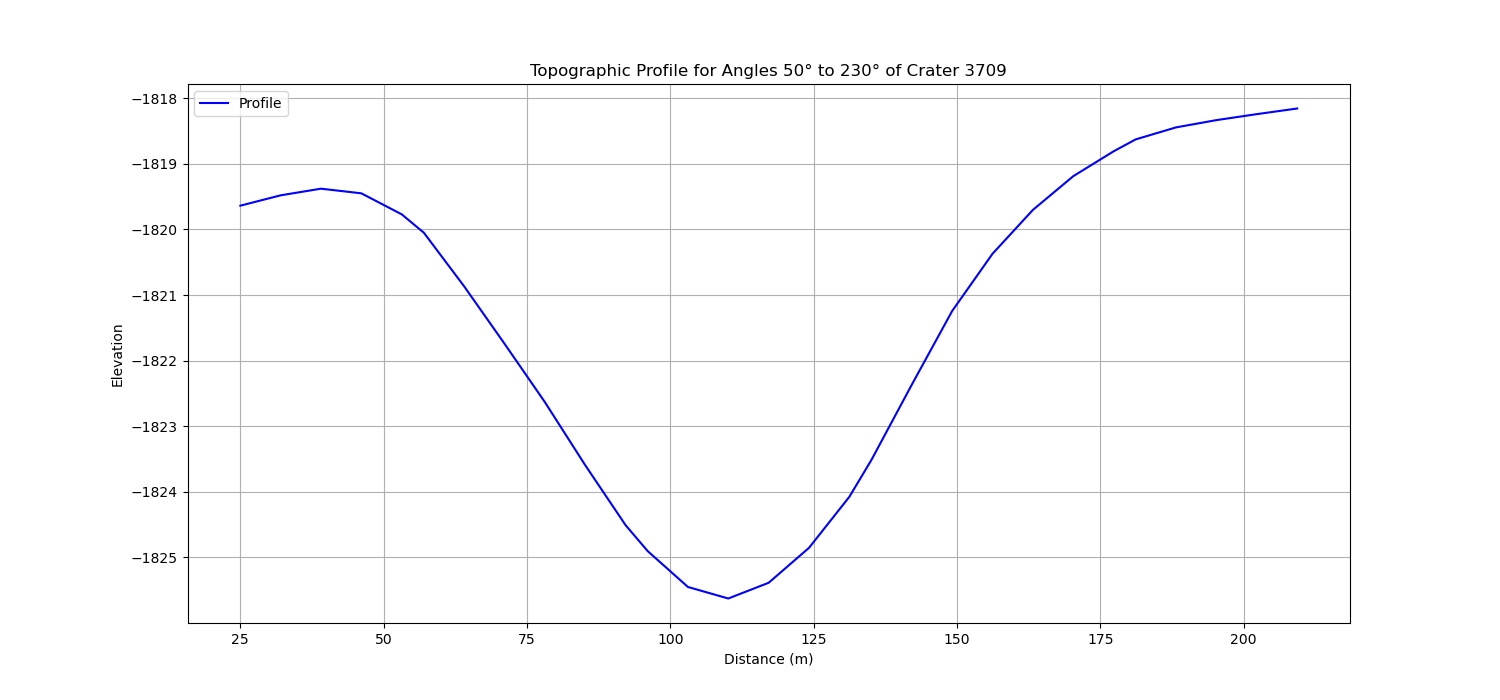 Topographic Profile for Angles 50° to 230° of Crater 3709
Profile
−1818
−1819
−1820
−1821
−1822
−1823
−1824
−1825
Elevation
25 50 75 100 125 150 175 200
Distance (m)